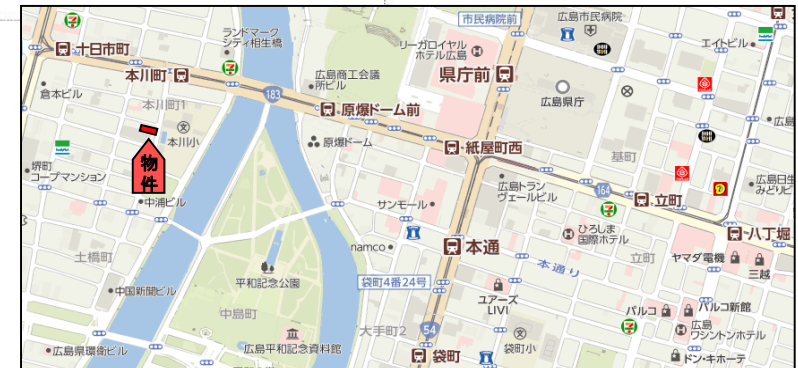 市民病院前
広島市民病院
十日市町
ランドマーク
シティ相生橋
リーガロイヤル
ホテル広島
エイトビル
本川町
広島商工会議
所ビル
県庁前
倉本ビル
本川町1
183
広島県庁
原爆ドーム前
本川小
原爆ドーム
紙屋町西
基町
物件
堺町
コープマンション
広島トラン
ヴェールビル
164
広島日生
みどりビ
中浦ビル
サンモール
立町
ひろしま
国際ホテル
八丁堀
namco
本通
本通り
立町
ヤマダ電機
土橋町
三越
平和記念公園
袋町4番24号
中国新聞ビル
ユアーズ
LIVI
パルコ
パルコ新館
中島町
大手町2
54
広島
ワシントンホテル
広島平和記念資料館
広島県環衛ビル
袋町
袋町小
ドン・キホーテ